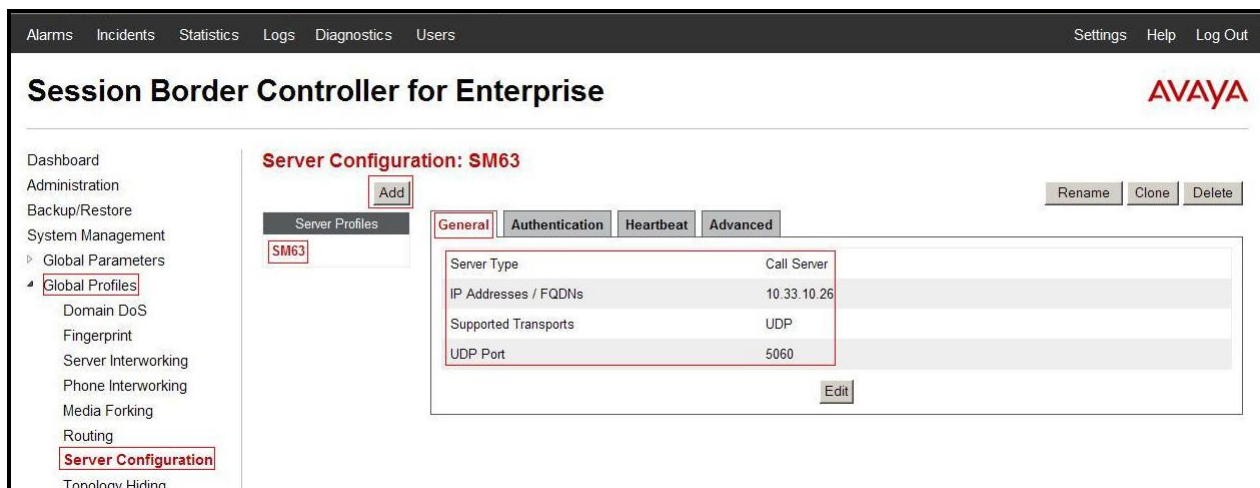 Alarms Incidents Statistics Logs Diagnostics Users Settings Help Log Out
Session Border Controller for Enterprise
AVAYA
Dashboard
Administration
Backup/Restore
System Management
Global Parameters
Global Profiles
Domain DoS
Fingerprint
Server Interworking
Phone Interworking
Media Forking
Routing
Server Configuration
Topology Hiding
Server Configuration: SM63
Add
Rename Clone Delete
Server Profiles
SM63
General Authentication Heartbeat Advanced
Server Type Call Server
IP Addresses / FQDNs 10.33.10.26
Supported Transports UDP
UDP Port 5060
Edit